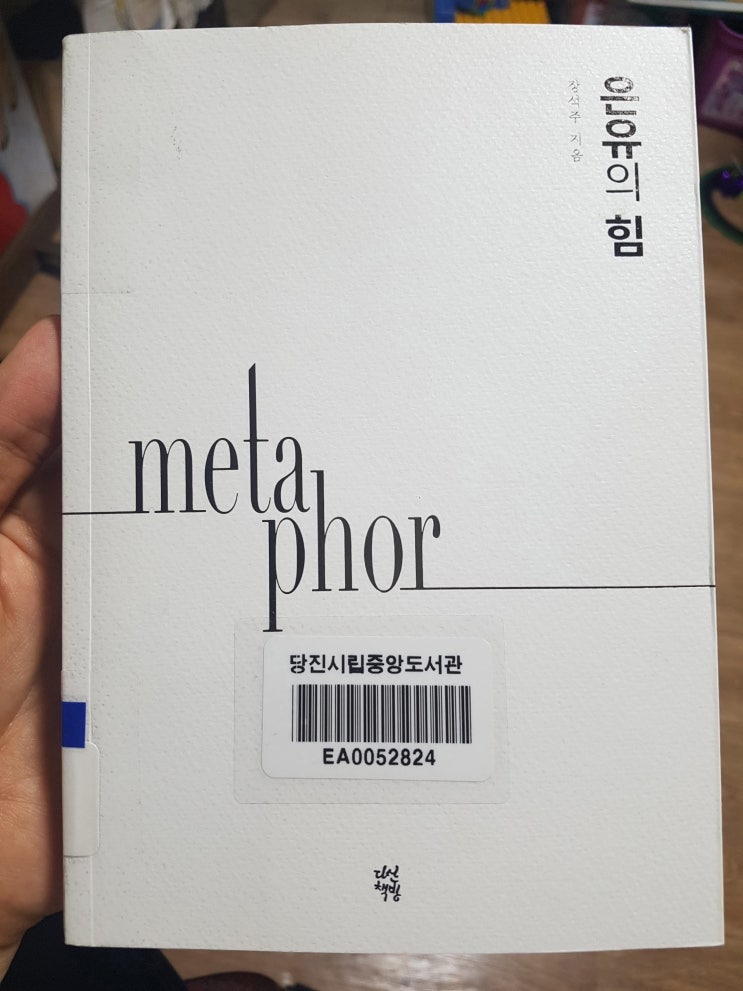 은유의 힘
장석주 지음
meta
phor
당진시립중앙도서관
EA0052824
다산
책방